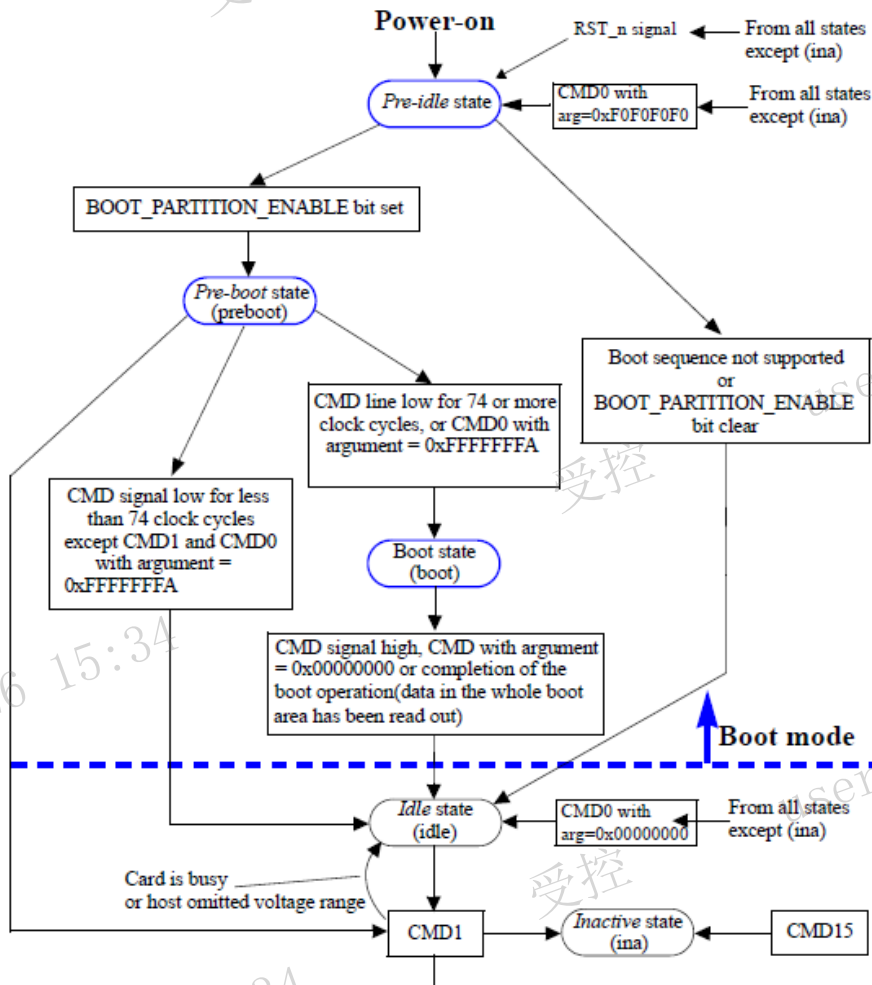 受
Power-on
RST_n signal
From all states
except (ina)
Pre-idle state
CMD0 with
arg=0xF0F0F0F0
From all states
except (ina)
BOOT_PARTITION_ENABLE bit set
Pre-boot state
(preboot)
Boot sequence not supported
or
BOOT_PARTITION_ENABLE
bit clear
user
CMD line low for 74 or more
clock cycles, or CMD0 with
argument = 0xFFFFFFFA
受控
CMD signal low for less
than 74 clock cycles
except CMD1 and CMD0
with argument =
0xFFFFFFFA
Boot state
(boot)
6 15:34
CMD signal high, CMD with argument
= 0x00000000 or completion of the
boot operation(data in the whole boot
area has been read out)
Boot mode
user
Idle state
(idle)
CMD0 with
arg=0x00000000
From all states
except (ina)
Card is busy
or host omitted voltage range
受控
CMD1
Inactive state
(ina)
CMD15